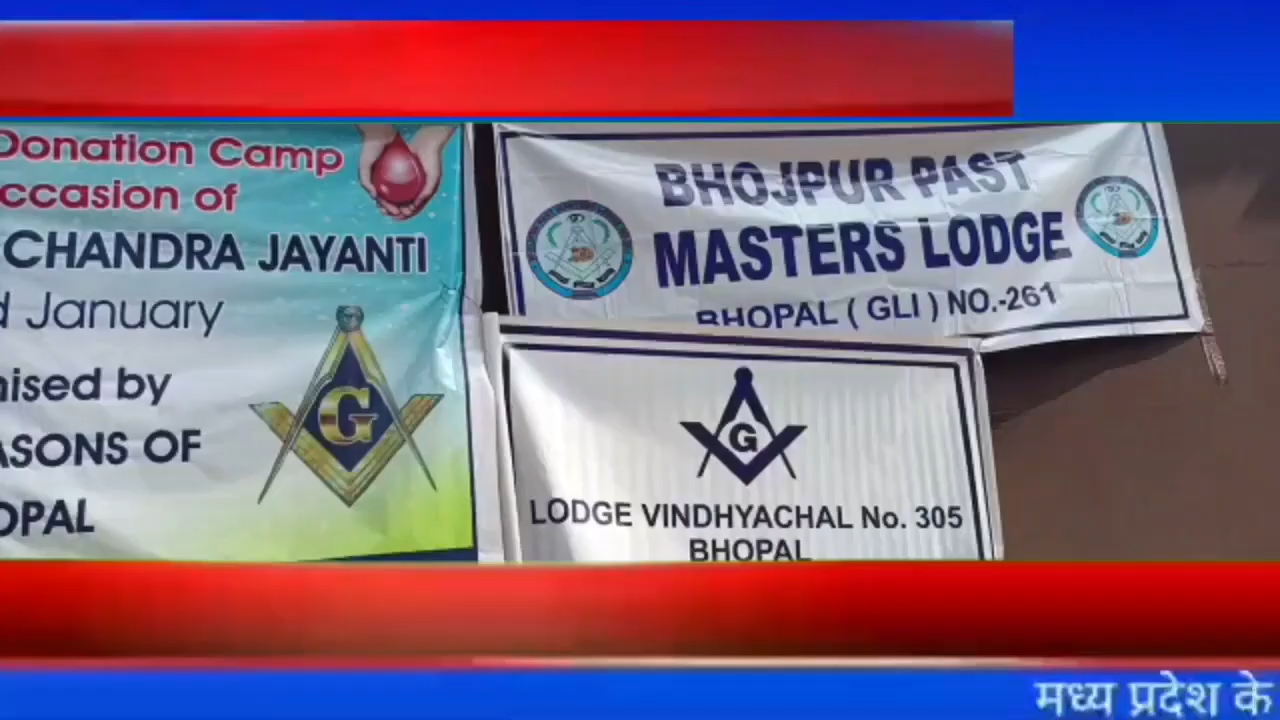 Donation Camp
ccasion of
CHANDRA JAYANTI
January
nised by
ASONS OF
OPAL
G
BHOJPUR PAST
MASTERS LODGE
BHOPAL ( GLI ) NO.-261
G
LODGE VINDHYACHAL No. 305
BHOPAL
मध्य प्रदेश के